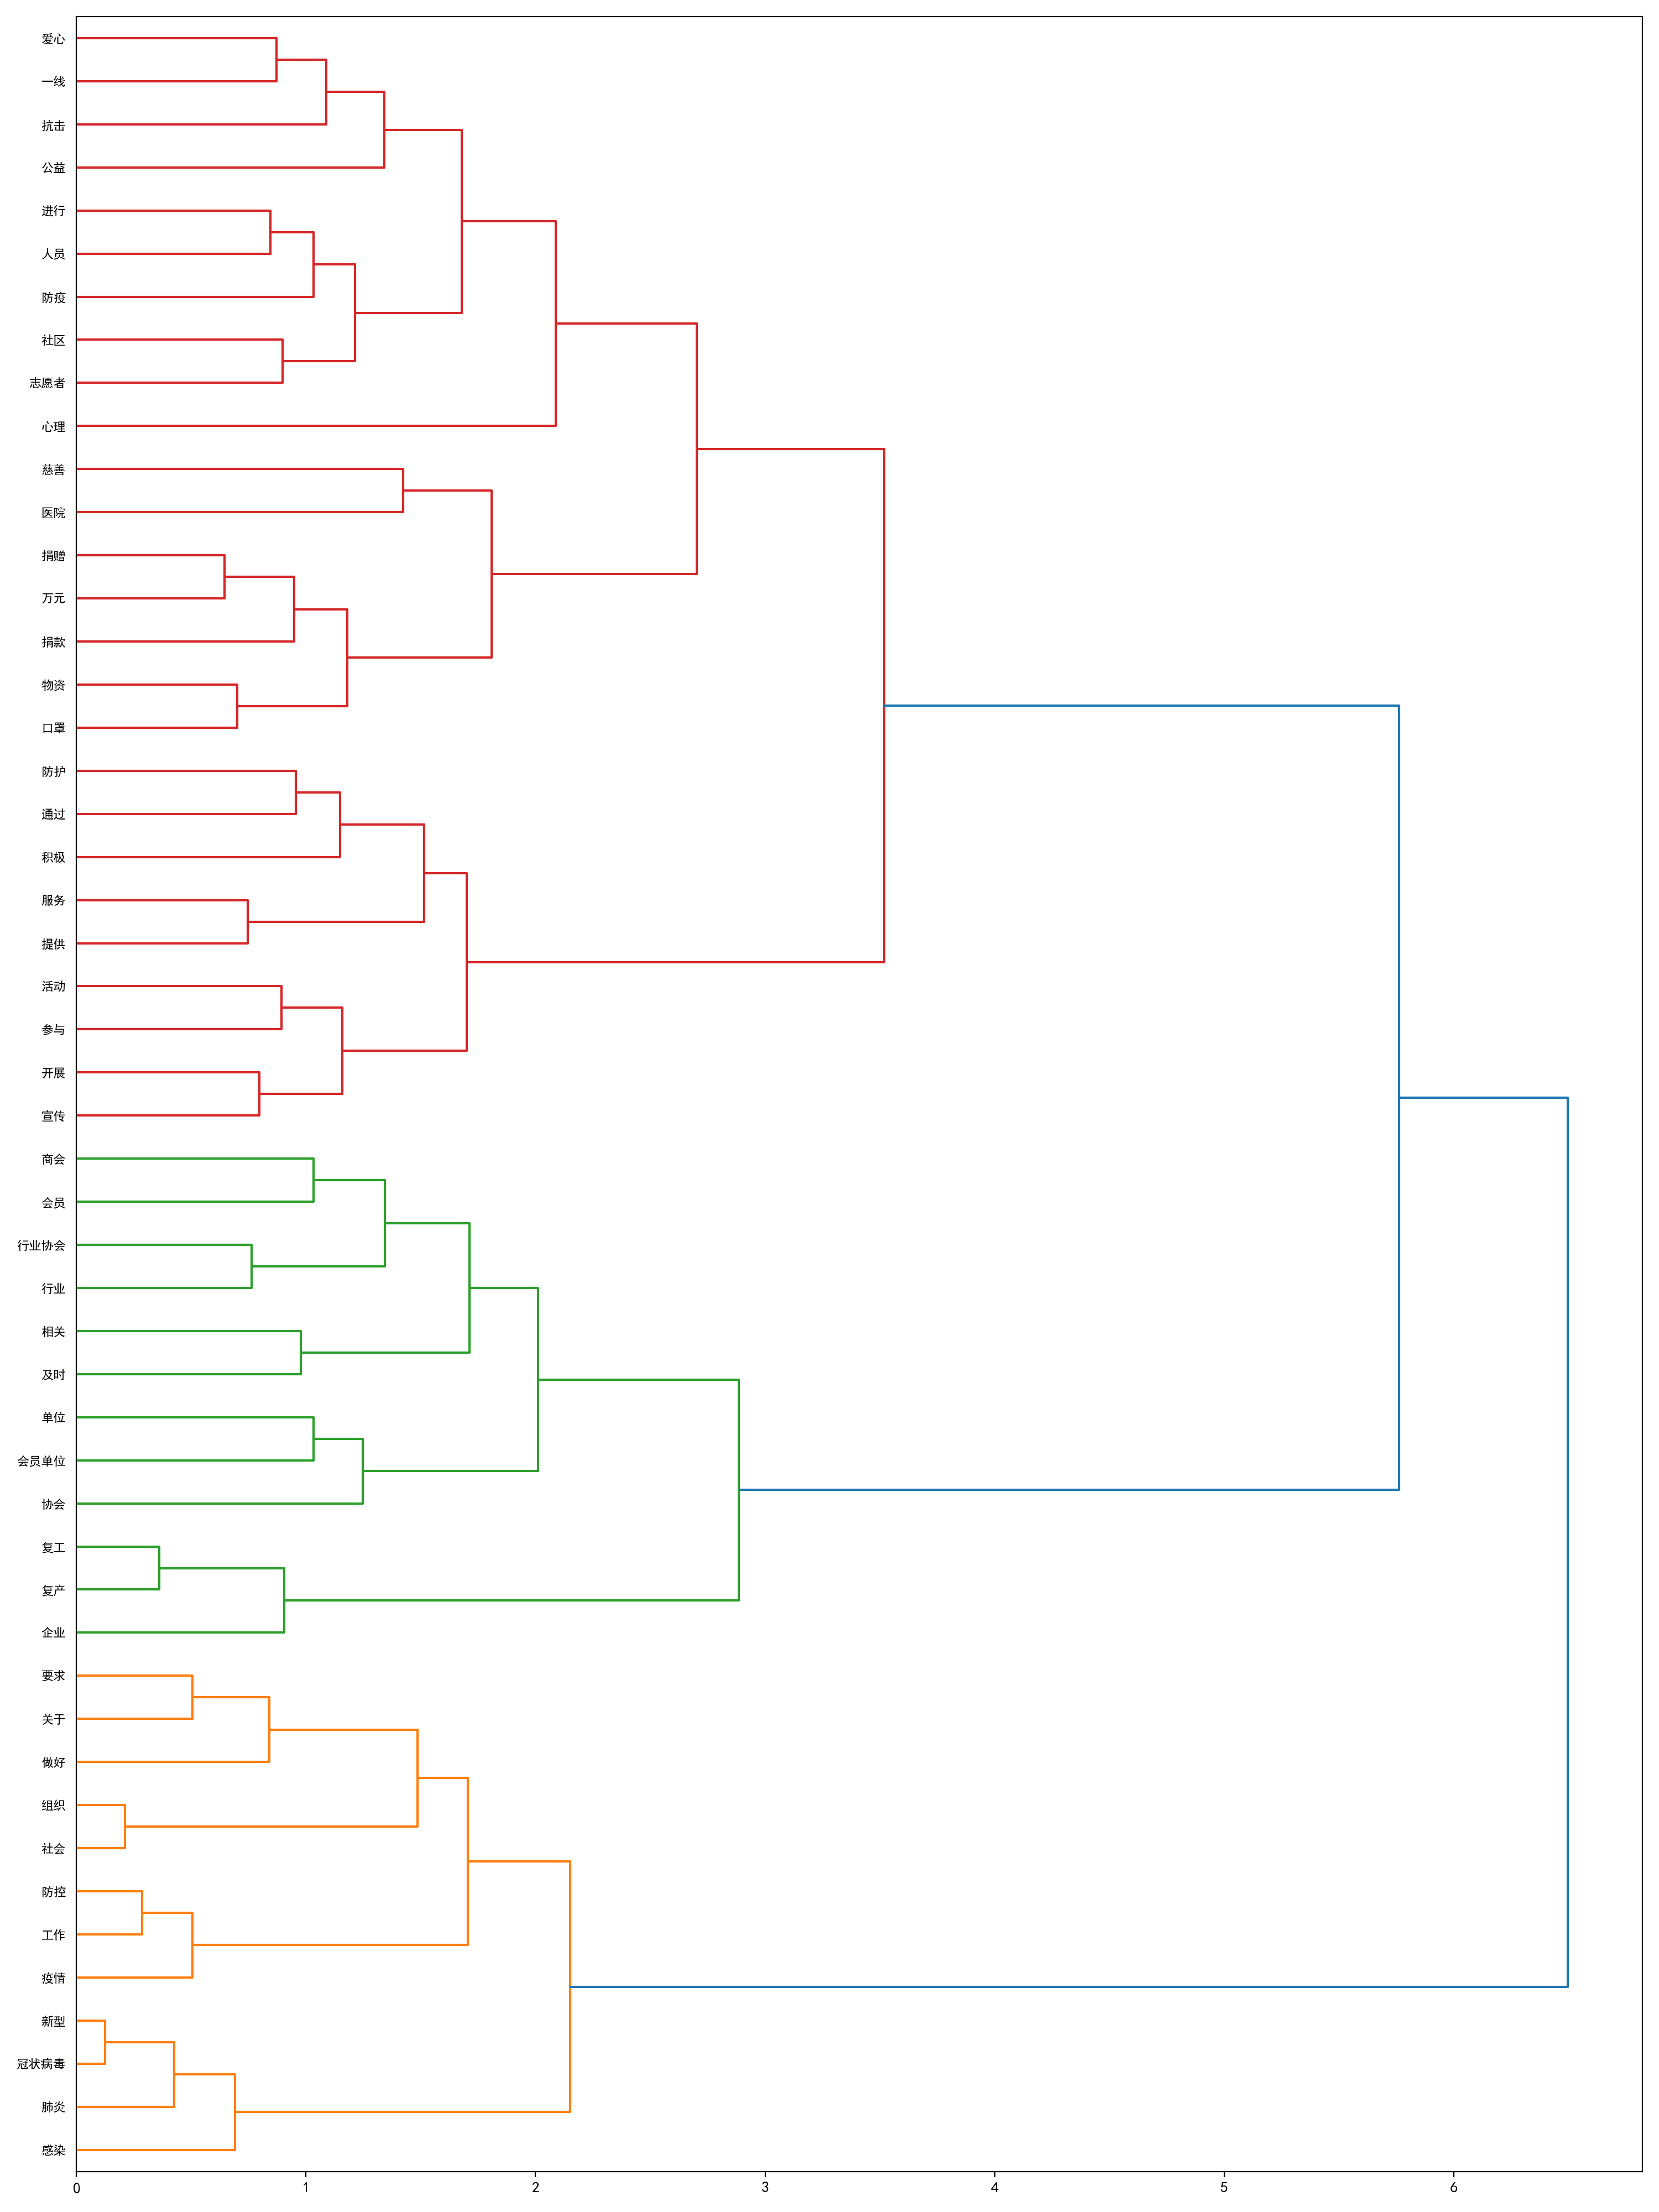 爱心
一线
抗击
公益
进行
人员
防疫
社区
志愿者
心理
慈善
医院
捐赠
万元
捐款
物资
口罩
防护
通过
积极
服务
提供
活动
参与
开展
宣传
商会
会员
行业协会
行业
相关
及时
单位
会员单位
协会
复工
复产
企业
要求
关于
做好
组织
社会
防控
工作
疫情
新型
冠状病毒
肺炎
感染
0 1 2 3 4 5 6